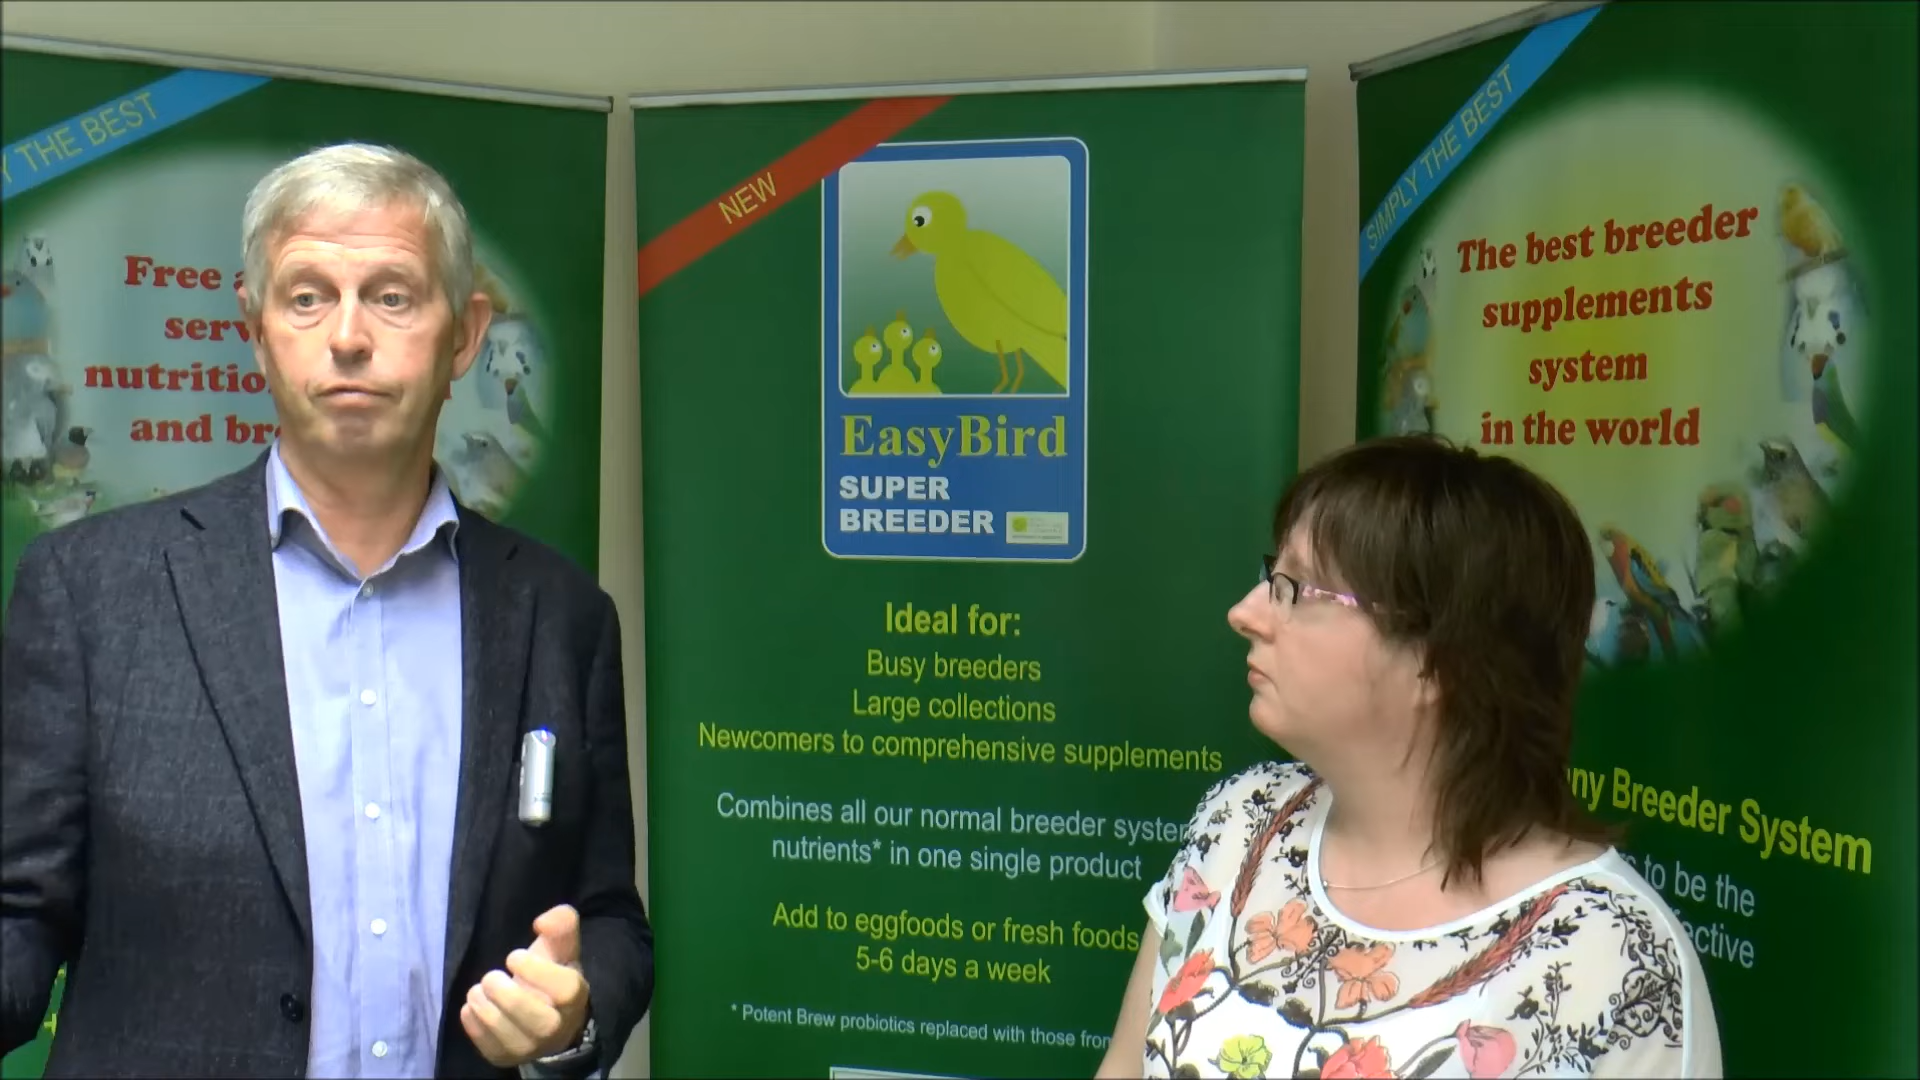 Y THE BEST
Free
serv
nutritio
and bre
NEW
EasyBird
SUPER
BREEDER
Ideal for:
Busy breeders
Large collections
Newcomers to comprehensive supplements
Combines all our normal breeder system
nutrients* in one single product
Add to eggfoods or fresh foods
5-6 days a week
* Potent Brew probiotics replaced with those from
SIMPLY THE BEST
The best breeder
supplements
system
in the world
ny Breeder System
to be the
ective